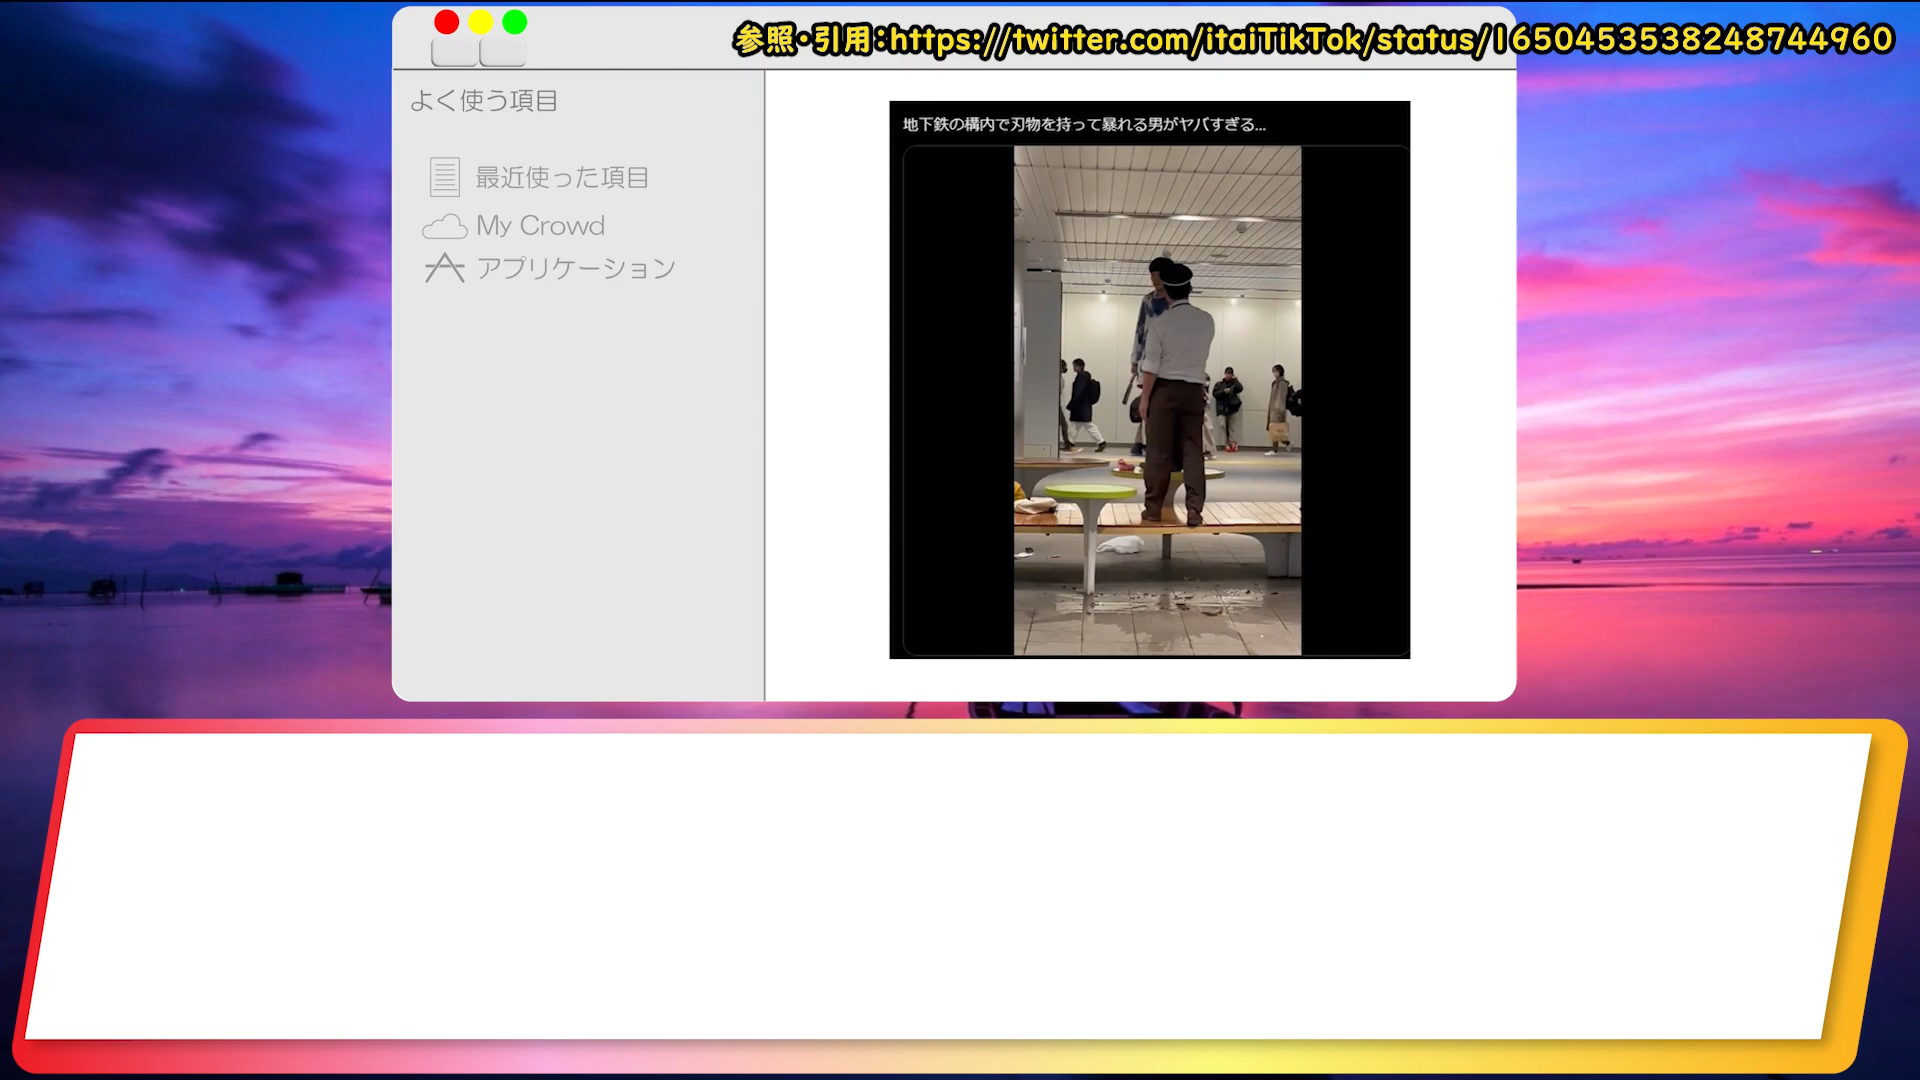 参照・引用:https://twitter.com/itaiTikTok/status/1650453538248744960
よく使う項目
最近使った項目
My Crowd
アプリケーション
地下鉄の構内で刃物を持って暴れる男がヤバすぎる...